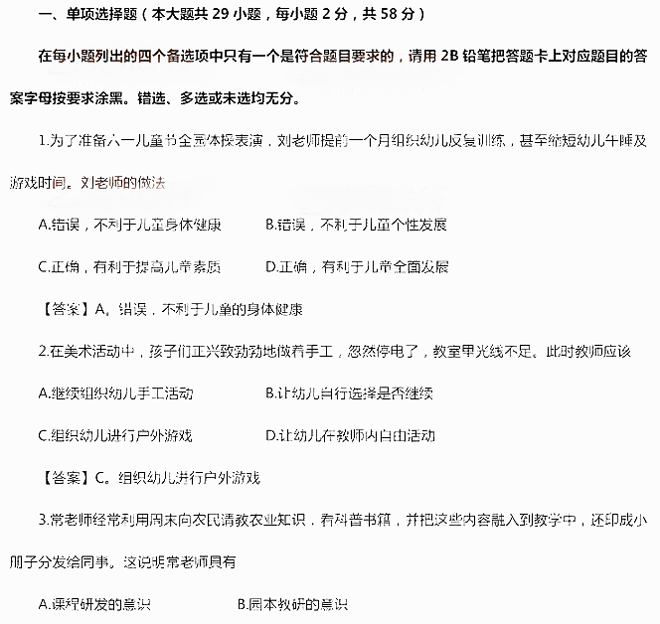 一、单项选择题（本大题共 29 小题，每小题 2 分，共 58 分）
在每小题列出的四个备选项中只有一个是符合题目要求的，请用 2B 铅笔把答题卡上对应题目的答
案字母按要求涂黑。错选、多选或未选均无分。
1.为了准备六一儿童节全园体操表演，刘老师提前一个月组织幼儿反复训练，甚至缩短幼儿午睡及
游戏时间。刘老师的做法
A.错误，不利于儿童身体健康 B.错误，不利于儿童个性发展
C.正确，有利于提高儿童素质 D.正确，有利于儿童全面发展
【答案】A。错误，不利于儿童的身体健康
2.在美术活动中，孩子们正兴致勃勃地做着手工，忽然停电了，教室里光线不足。此时教师应该
A.继续组织幼儿手工活动 B.让幼儿自行选择是否继续
C.组织幼儿进行户外游戏 D.让幼儿在教师内自由活动
【答案】C。组织幼儿进行户外游戏
3.常老师经常利用周末向农民请教农业知识，看科普书籍，并把这些内容融入到教学中，还印成小
册子分发给同事。这说明常老师具有
A.课程研发的意识 B.园本教研的意识